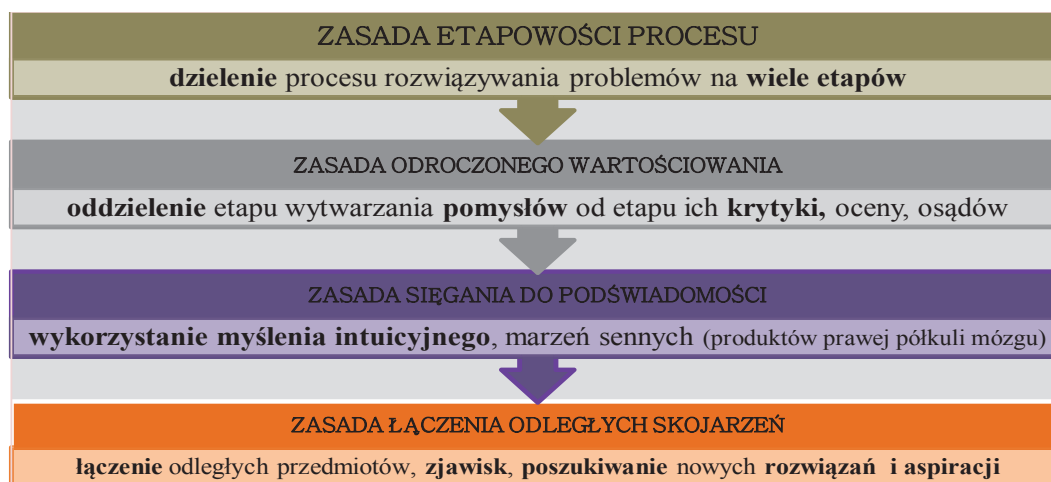 ZASADA ETAPOWOŚCI PROCESU
dzielenie procesu rozwiązywania problemów na wiele etapów
ZASADA ODROCZONEGO WARTOŚCIOWANIA
oddzielenie etapu wytwarzania pomysłów od etapu ich krytyki, oceny, osądów
ZASADA SIĘGANIA DO PODŚWIADOMOŚCI
wykorzystanie myślenia intuicyjnego, marzeń sennych (produktów prawej półkuli mózgu)
ZASADA ŁĄCZENIA ODLEGŁYCH SKOJARZEŃ
łączenie odległych przedmiotów, zjawisk, poszukiwanie nowych rozwiązań i aspiracji